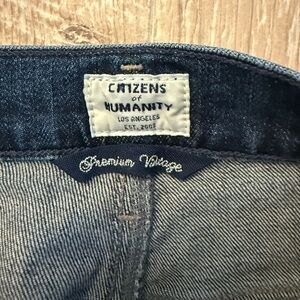 CITIZENS
of
HUMANITY
LOS ANGELES
EST. 2003
Premium Vintage